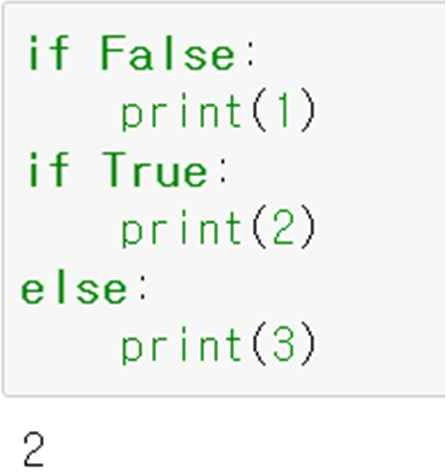 if False:
    print(1)
if True:
    print(2)
else:
    print(3)
2